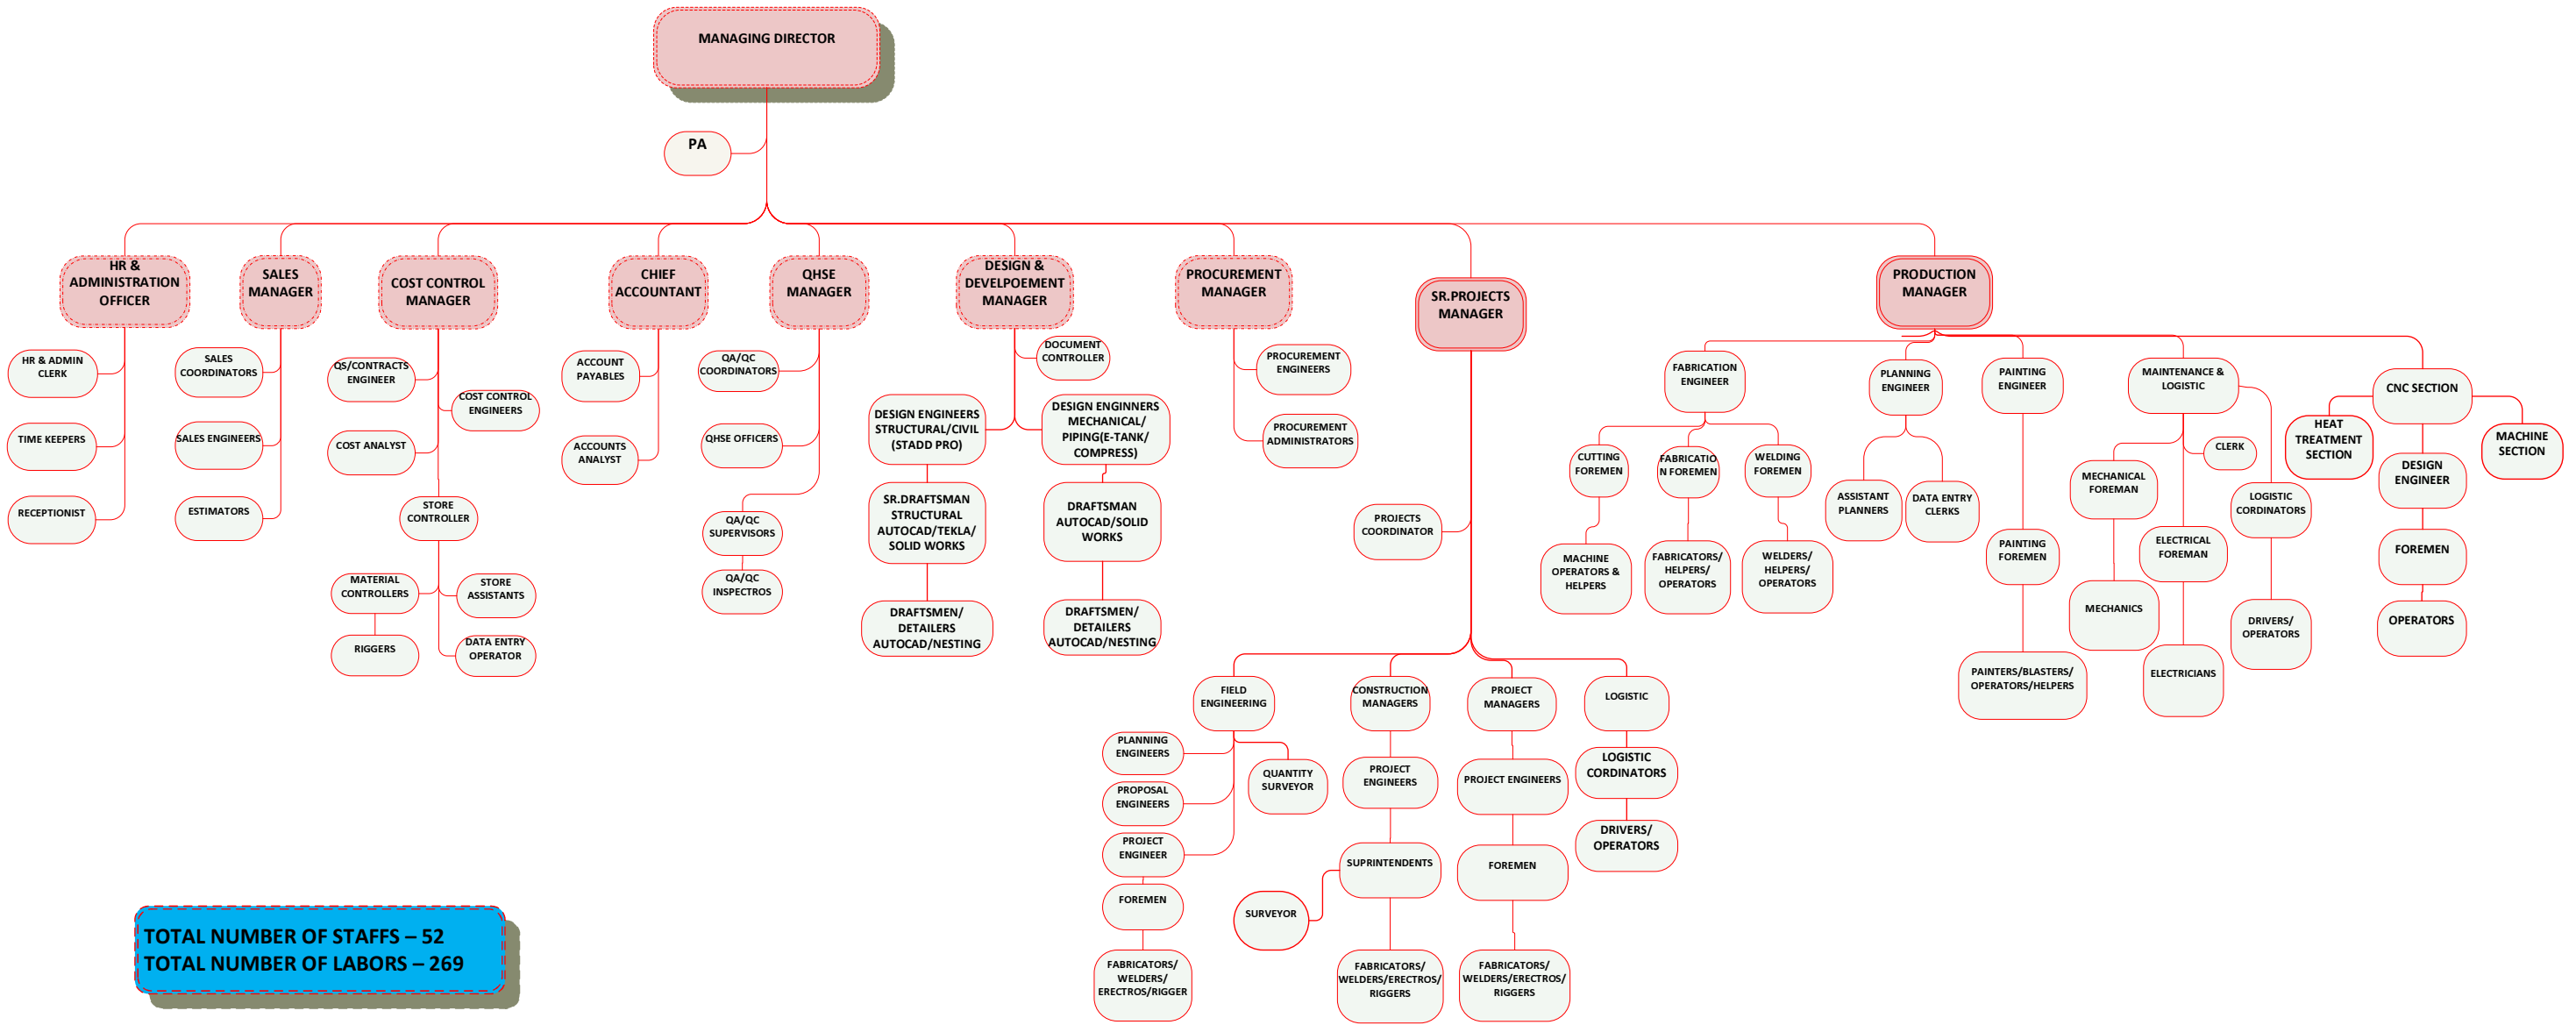 MANAGING DIRECTOR
PA
HR &
ADMINISTRATION
OFFICER
SALES
MANAGER
COST CONTROL
MANAGER
CHIEF
ACCOUNTANT
QHSE
MANAGER
DESIGN &
DEVELPOEMENT
MANAGER
PROCUREMENT
MANAGER
SR.PROJECTS
MANAGER
PRODUCTION
MANAGER
HR & ADMIN
CLERK
TIME KEEPERS
RECEPTIONIST
SALES
COORDINATORS
SALES ENGINEERS
ESTIMATORS
QS/CONTRACTS
ENGINEER
COST CONTROL
ENGINEERS
COST ANALYST
STORE
CONTROLLER
MATERIAL
CONTROLLERS
STORE
ASSISTANTS
RIGGERS
DATA ENTRY
OPERATOR
ACCOUNT
PAYABLES
ACCOUNTS
ANALYST
QA/QC
COORDINATORS
QHSE OFFICERS
QA/QC
SUPERVISORS
QA/QC
INSPECTROS
DOCUMENT
CONTROLLER
DESIGN ENGINEERS
STRUCTURAL/CIVIL
(STADD PRO)
DESIGN ENGINNERS
MECHANICAL/
PIPING(E-TANK/
COMPRESS)
SR.DRAFTSMAN
STRUCTURAL
AUTOCAD/TEKLA/
SOLID WORKS
DRAFTSMAN
AUTOCAD/SOLID
WORKS
DRAFTSMEN/
DETAILERS
AUTOCAD/NESTING
DRAFTSMEN/
DETAILERS
AUTOCAD/NESTING
PROCUREMENT
ENGINEERS
PROCUREMENT
ADMINISTRATORS
PROJECTS
COORDINATOR
FIELD
ENGINEERING
PLANNING
ENGINEERS
PROPOSAL
ENGINEERS
QUANTITY
SURVEYOR
PROJECT
ENGINEER
FOREMEN
FABRICATORS/
WELDERS/
ERECTROS/RIGGER
CONSTRUCTION
MANAGERS
PROJECT
ENGINEERS
SUPRINTENDENTS
SURVEYOR
FABRICATORS/
WELDERS/ERECTROS/
RIGGERS
PROJECT
MANAGERS
PROJECT ENGINEERS
FOREMEN
FABRICATORS/
WELDERS/ERECTROS/
RIGGERS
LOGISTIC
LOGISTIC
CORDINATORS
DRIVERS/
OPERATORS
FABRICATION
ENGINEER
CUTTING
FOREMEN
FABRICATIO
N FOREMEN
WELDING
FOREMEN
MACHINE
OPERATORS &
HELPERS
FABRICATORS/
HELPERS/
OPERATORS
WELDERS/
HELPERS/
OPERATORS
PLANNING
ENGINEER
ASSISTANT
PLANNERS
DATA ENTRY
CLERKS
PAINTING
ENGINEER
PAINTING
FOREMEN
PAINTERS/BLASTERS/
OPERATORS/HELPERS
MAINTENANCE &
LOGISTIC
CLERK
MECHANICAL
FOREMAN
MECHANICS
ELECTRICAL
FOREMAN
ELECTRICIANS
LOGISTIC
CORDINATORS
DRIVERS/
OPERATORS
CNC SECTION
HEAT
TREATMENT
SECTION
MACHINE
SECTION
DESIGN
ENGINEER
FOREMEN
OPERATORS
TOTAL NUMBER OF STAFFS – 52
TOTAL NUMBER OF LABORS – 269